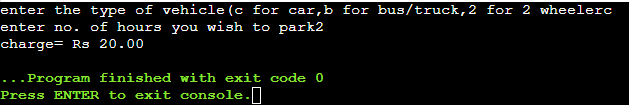 enter the type of vehicle(c for car,b for bus/truck,2 for 2 wheelerc
enter no. of hours you wish to park2
charge= Rs 20.00
...Program finished with exit code 0
Press ENTER to exit console.